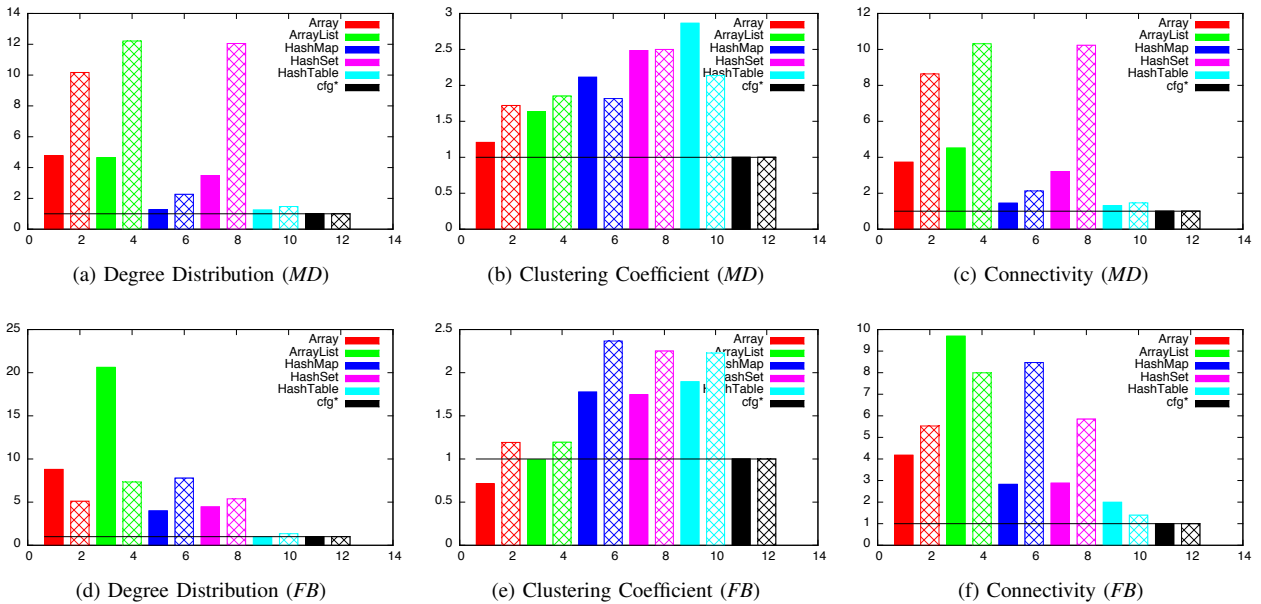 14
12
10
8
6
4
2
0
0 2 4 6 8 10 12 14
Array
ArrayList
HashMap
HashSet
HashTable
cfg*
(a) Degree Distribution (MD)
3
2.5
2
1.5
1
0.5
0
0 2 4 6 8 10 12 14
Array
ArrayList
HashMap
HashSet
HashTable
cfg*
(b) Clustering Coefficient (MD)
12
10
8
6
4
2
0
0 2 4 6 8 10 12 14
Array
ArrayList
HashMap
HashSet
HashTable
cfg*
(c) Connectivity (MD)
25
20
15
10
5
0
0 2 4 6 8 10 12 14
Array
ArrayList
HashMap
HashSet
HashTable
cfg*
(d) Degree Distribution (FB)
2.5
2
1.5
1
0.5
0
0 2 4 6 8 10 12 14
Array
ArrayList
HashMap
HashSet
HashTable
cfg*
(e) Clustering Coefficient (FB)
10
9
8
7
6
5
4
3
2
1
0
0 2 4 6 8 10 12 14
Array
ArrayList
HashMap
HashSet
HashTable
cfg*
(f) Connectivity (FB)